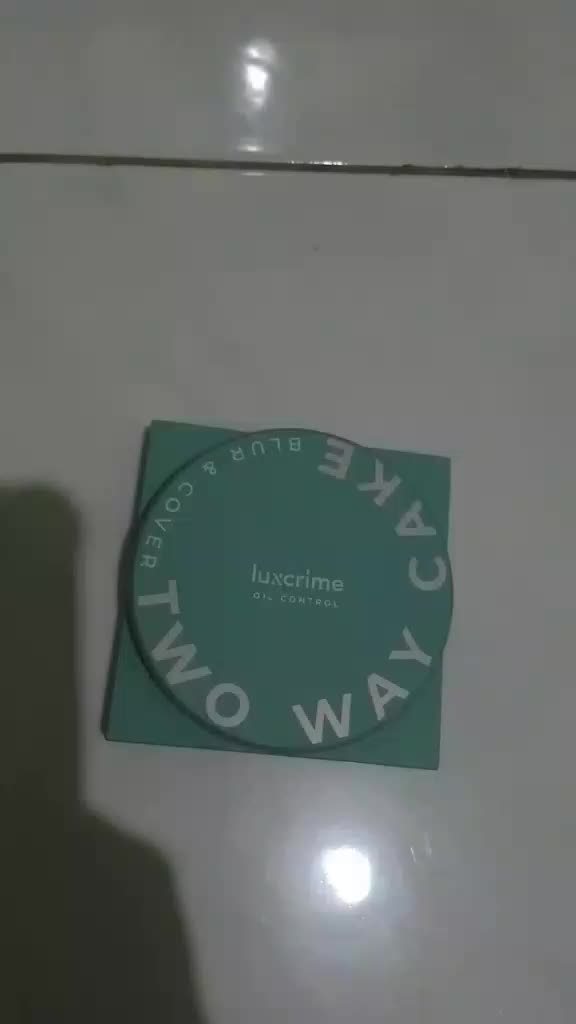 luxcrime
OIL CONTROL
BLUR & COVER
TWO WAY CAKE